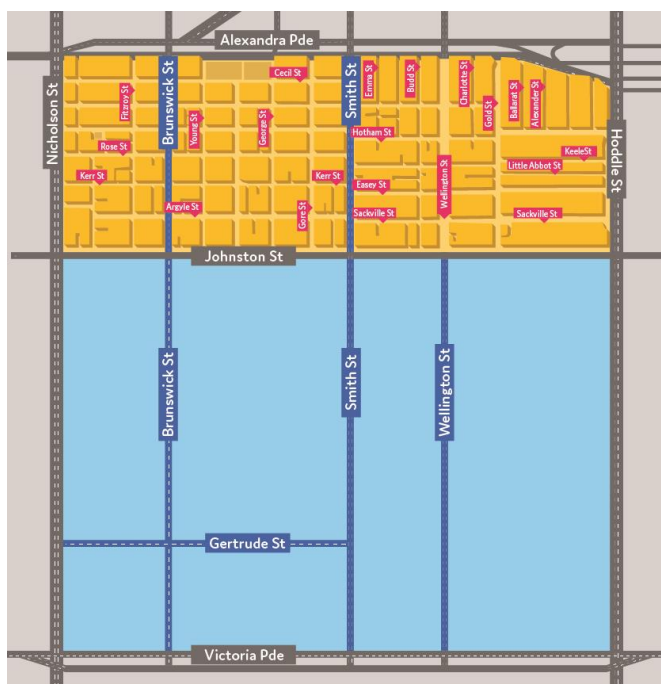 Alexandra Pde
Nicholson St
Brunswick St
Smith St
Hoddle St
Cecil St
Fitzroy St
Young St
George St
Emma St
Budd St
Charlotte St
Gold St
Ballarat St
Alexander St
Hotham St
Rose St
KeeleSt
Little Abbot St
Kerr St
Kerr St
Easey St
Wellington St
Argyle St
Gore St
Sackville St
Sackville St
Johnston St
Brunswick St
Smith St
Wellington St
Gertrude St
Victoria Pde